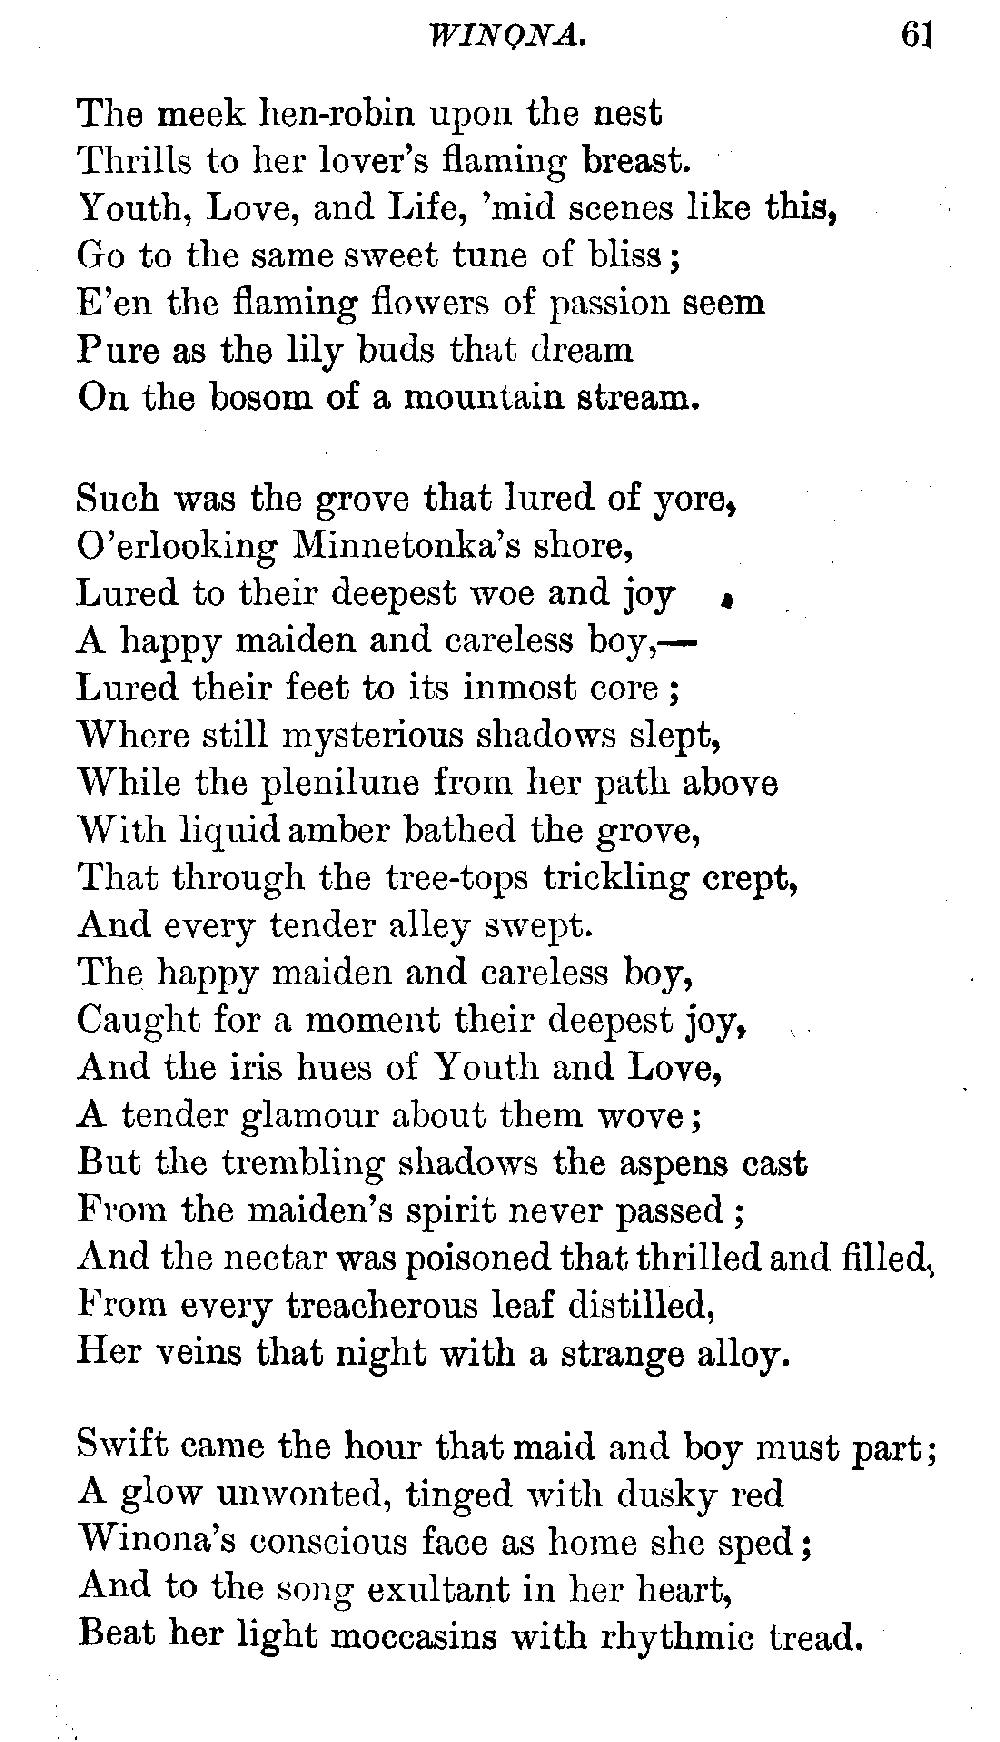 WINONA. 61
The meek hen-robin upon the nest
Thrills to her lover's flaming breast.
Youth, Love, and Life, 'mid scenes like this,
Go to the same sweet tune of bliss;
E'en the flaming flowers of passion seem
Pure as the lily buds that dream
On the bosom of a mountain stream.

Such was the grove that lured of yore,
O'erlooking Minnetonka's shore,
Lured to their deepest woe and joy
A happy maiden and careless boy,—
Lured their feet to its inmost core;
Where still mysterious shadows slept,
While the plenilune from her path above
With liquid amber bathed the grove,
That through the tree-tops trickling crept,
And every tender alley swept.
The happy maiden and careless boy,
Caught for a moment their deepest joy,
And the iris hues of Youth and Love,
A tender glamour about them wove;
But the trembling shadows the aspens cast
From the maiden's spirit never passed;
And the nectar was poisoned that thrilled and filled,
From every treacherous leaf distilled,
Her veins that night with a strange alloy.

Swift came the hour that maid and boy must part;
A glow unwonted, tinged with dusky red
Winona's conscious face as home she sped;
And to the song exultant in her heart,
Beat her light moccasins with rhythmic tread.